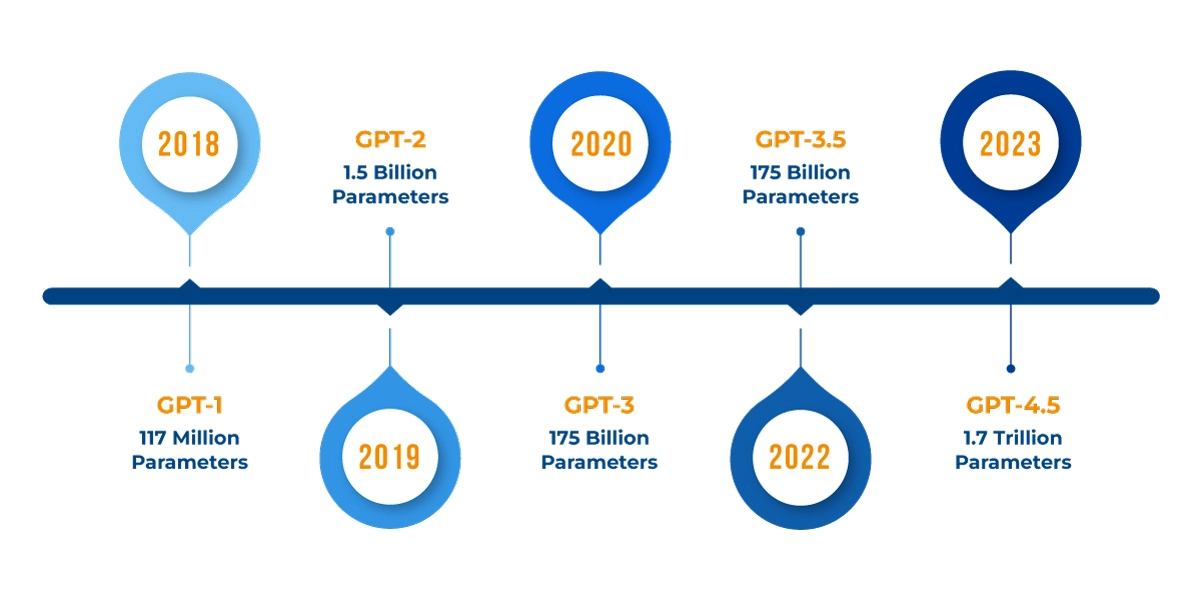 2018
GPT-1
117 Million
Parameters
GPT-2
1.5 Billion
Parameters
2019
2020
GPT-3
175 Billion
Parameters
GPT-3.5
175 Billion
Parameters
2022
2023
GPT-4.5
1.7 Trillion
Parameters